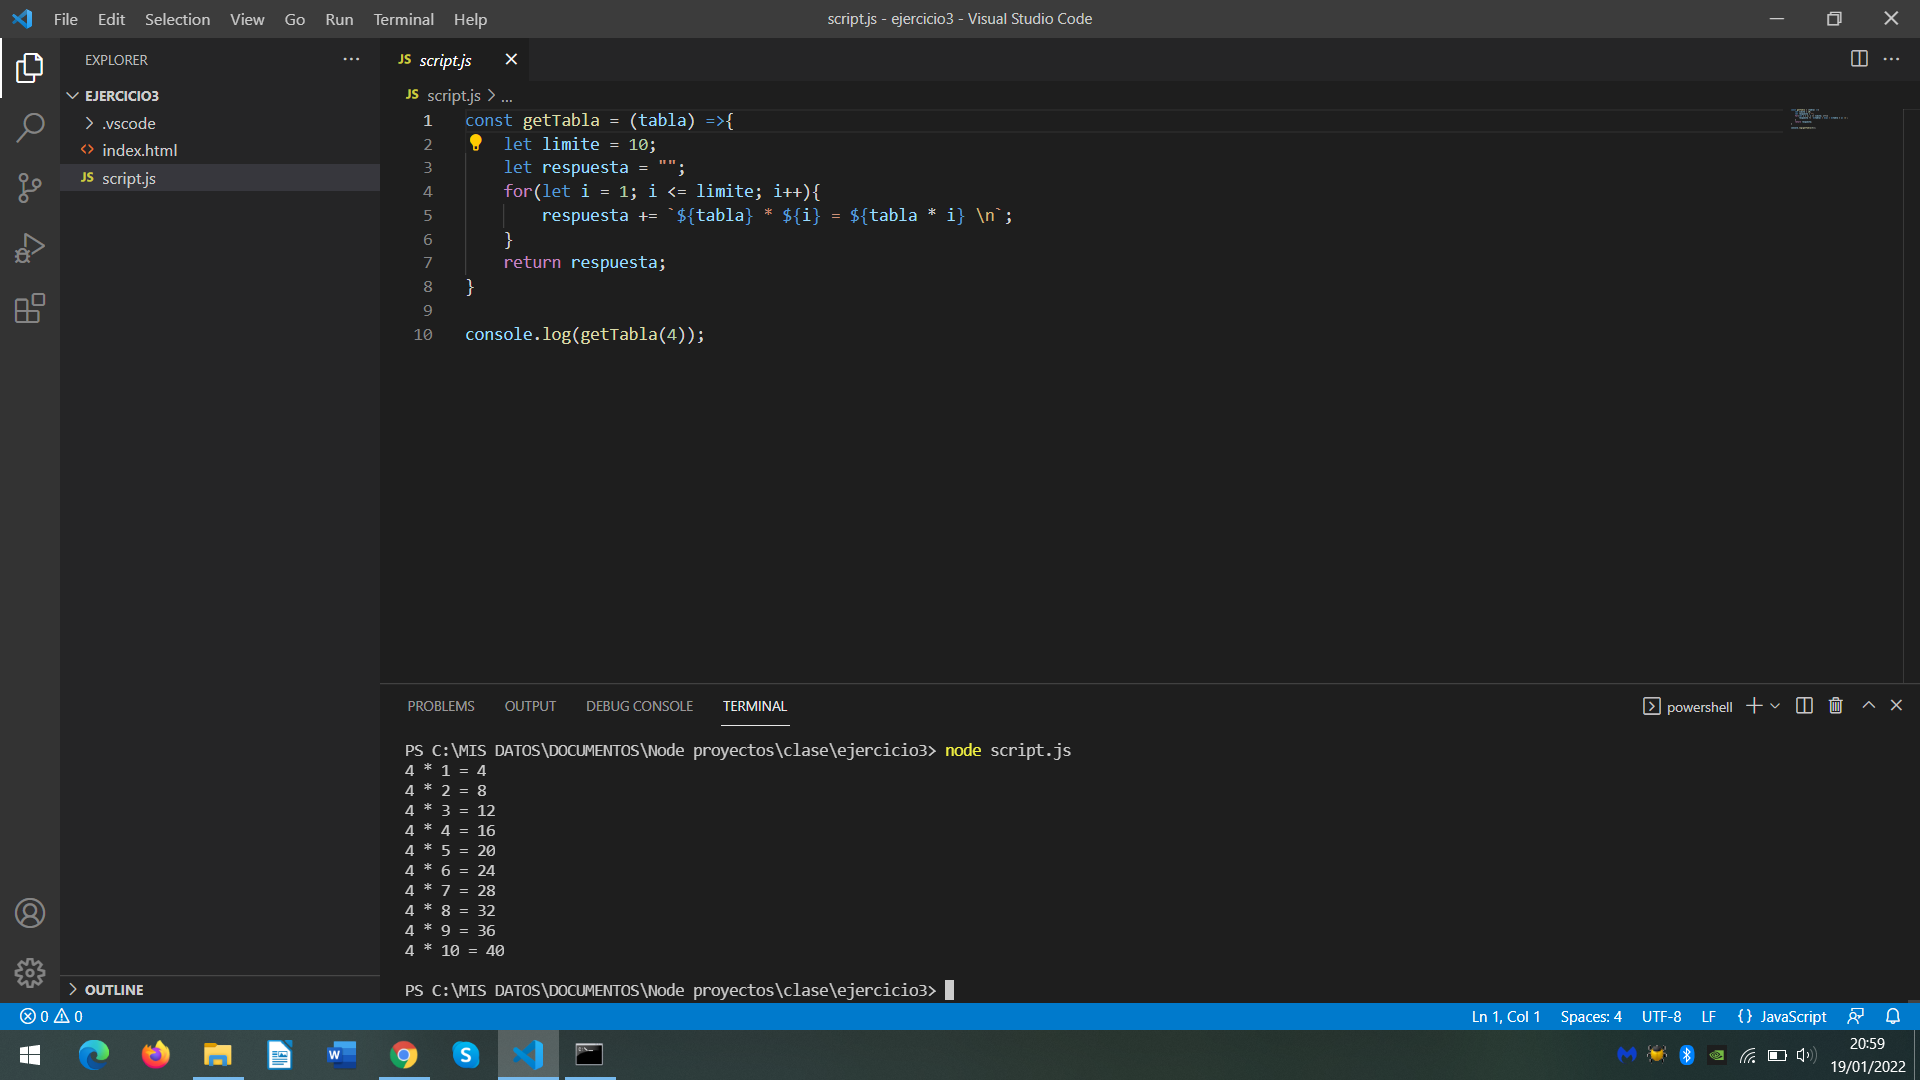 File Edit Selection View Go Run Terminal Help
script.js - ejercicio3 - Visual Studio Code
EXPLORER
EJERCICIO3
.vscode
index.html
JS script.js
OUTLINE
JS script.js
JS script.js > ...
1 const getTabla = (tabla) =>{
2     let limite = 10;
3     let respuesta = "";
4     for(let i = 1; i <= limite; i++){
5         respuesta += `${tabla} * ${i} = ${tabla * i} \n`;
6     }
7     return respuesta;
8 }
9
10 console.log(getTabla(4));
PROBLEMS OUTPUT DEBUG CONSOLE TERMINAL
powershell
PS C:\MIS DATOS\DOCUMENTOS\Node proyectos\clase\ejercicio3> node script.js
4 * 1 = 4
4 * 2 = 8
4 * 3 = 12
4 * 4 = 16
4 * 5 = 20
4 * 6 = 24
4 * 7 = 28
4 * 8 = 32
4 * 9 = 36
4 * 10 = 40
PS C:\MIS DATOS\DOCUMENTOS\Node proyectos\clase\ejercicio3>
0 0
Ln 1, Col 1 Spaces: 4 UTF-8 LF {} JavaScript
20:59
19/01/2022